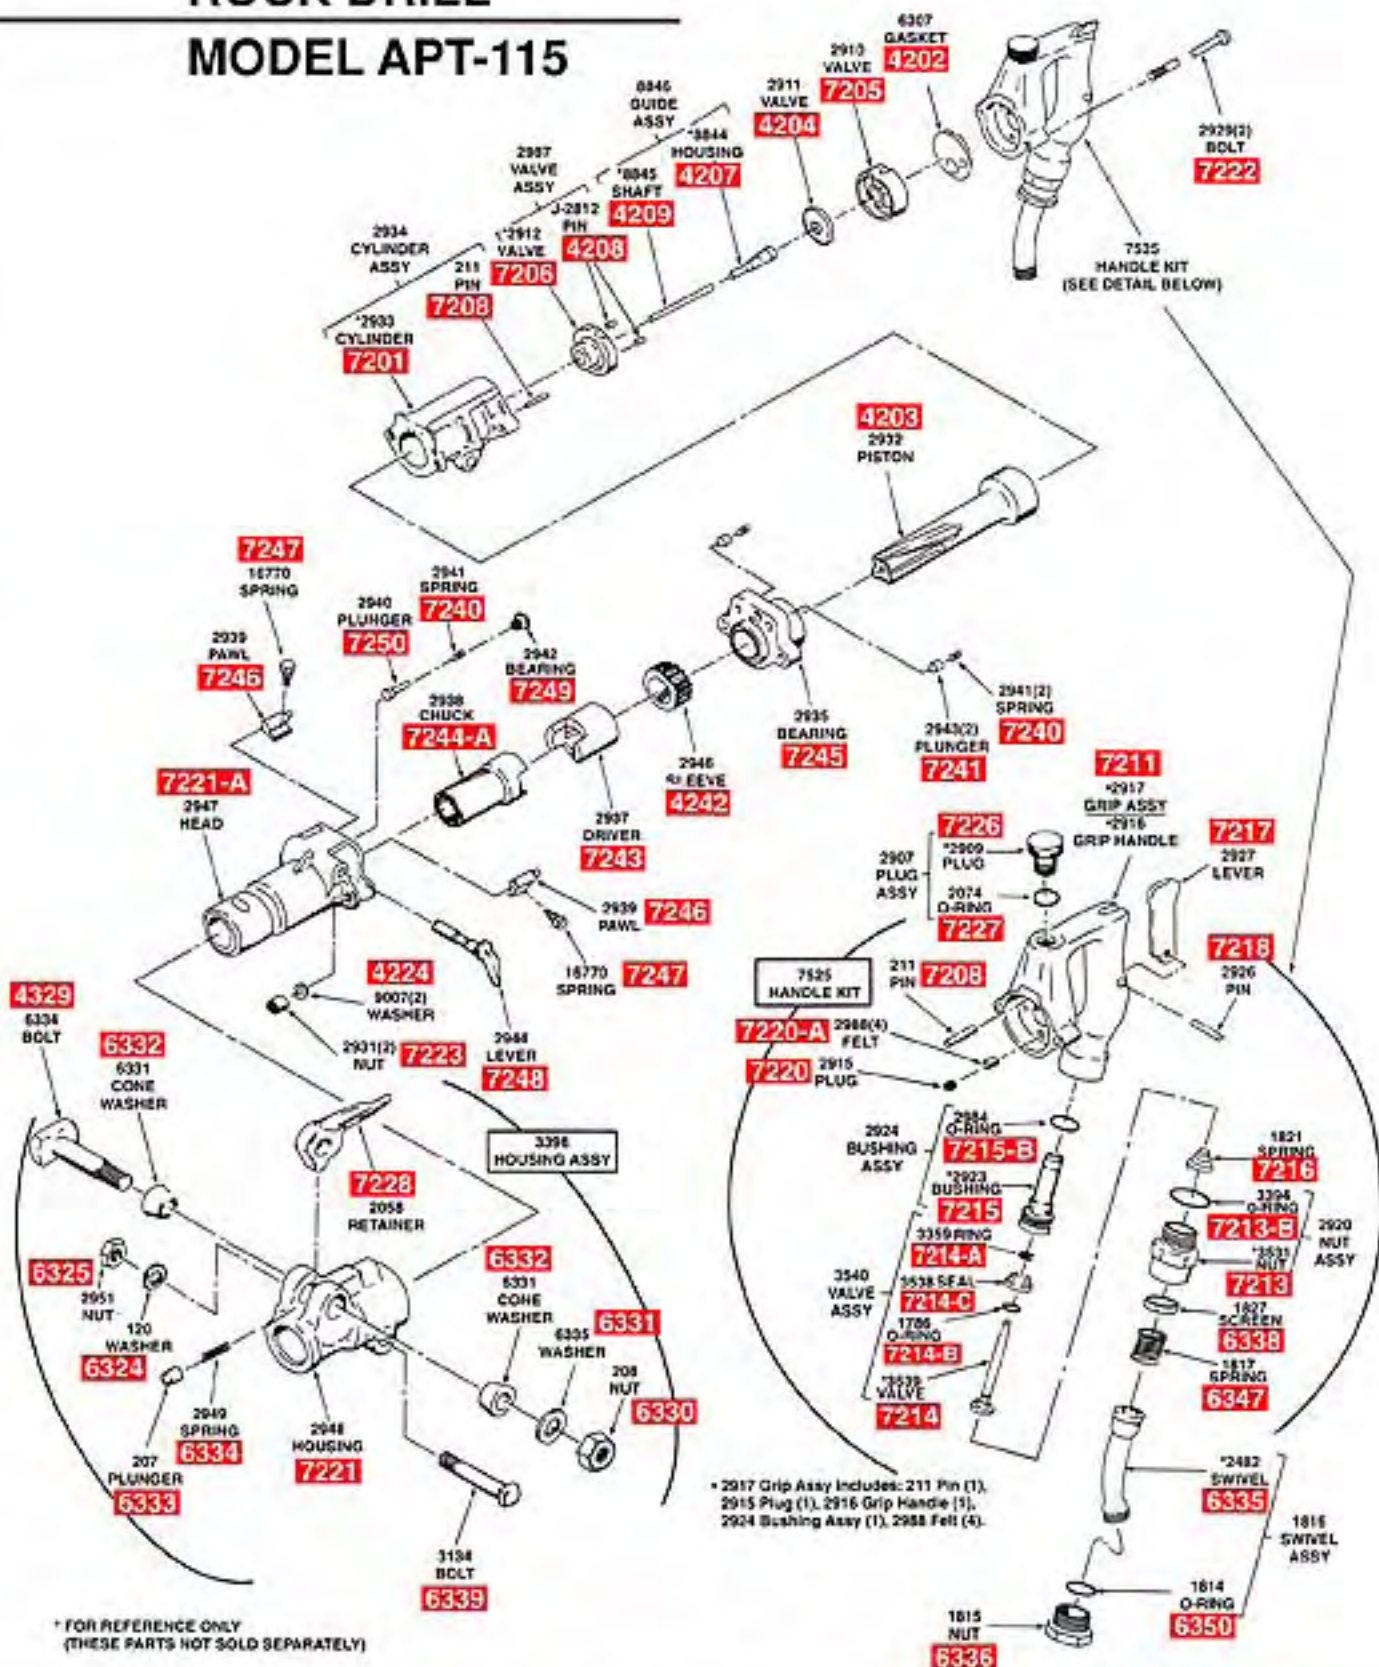 MODEL APT-115
6307
GASKET
4202
2910
VALVE
7205
2911
VALVE
4204
8846
GUIDE
ASSY
*8844
HOUSING
4207
2987
VALVE
ASSY
*8845
SHAFT
4209
J-2812
PIN
4208
*2912
VALVE
7206
2934
CYLINDER
ASSY
211
PIN
7208
*2933
CYLINDER
7201
2929(2)
BOLT
7222
7525
HANDLE KIT
(SEE DETAIL BELOW)
4203
2932
PISTON
7247
16770
SPRING
2941
SPRING
7240
2940
PLUNGER
7250
2939
PAWL
7246
2942
BEARING
7249
2938
CHUCK
7244-A
2935
BEARING
7245
2941(2)
SPRING
7240
2943(2)
PLUNGER
7241
2946
SLEEVE
4242
2937
DRIVER
7243
7221-A
2947
HEAD
2939
PAWL
7246
16770
SPRING
7247
4224
9007(2)
WASHER
2931(2)
NUT
7223
2944
LEVER
7248
7211
*2917
GRIP ASSY
*2916
GRIP HANDLE
7226
*2909
PLUG
2907
PLUG
ASSY
2074
O-RING
7227
7217
2927
LEVER
7218
2926
PIN
7525
HANDLE KIT
211
PIN
7208
7220-A
2988(4)
FELT
7220
2915
PLUG
4329
6334
BOLT
6332
6331
CONE
WASHER
3396
HOUSING ASSY
7228
2058
RETAINER
6325
2951
NUT
120
WASHER
6324
2949
SPRING
6334
207
PLUNGER
6333
2948
HOUSING
7221
6332
6331
CONE
WASHER
6331
6335
WASHER
208
NUT
6330
3134
BOLT
6339
2924
BUSHING
ASSY
2984
O-RING
7215-B
*2923
BUSHING
7215
3359 RING
7214-A
3540
VALVE
ASSY
3538 SEAL
7214-C
1786
O-RING
7214-B
*3539
VALVE
7214
1821
SPRING
7216
3394
O-RING
7213-B
2920
NUT
ASSY
*3531
NUT
7213
1827
SCREEN
6338
1817
SPRING
6347
*2482
SWIVEL
6335
1816
SWIVEL
ASSY
1814
O-RING
6350
1815
NUT
6336
* 2917 Grip Assy includes: 211 Pin (1),
2915 Plug (1), 2916 Grip Handle (1),
2924 Bushing Assy (1), 2988 Felt (4).
* FOR REFERENCE ONLY
(THESE PARTS NOT SOLD SEPARATELY)